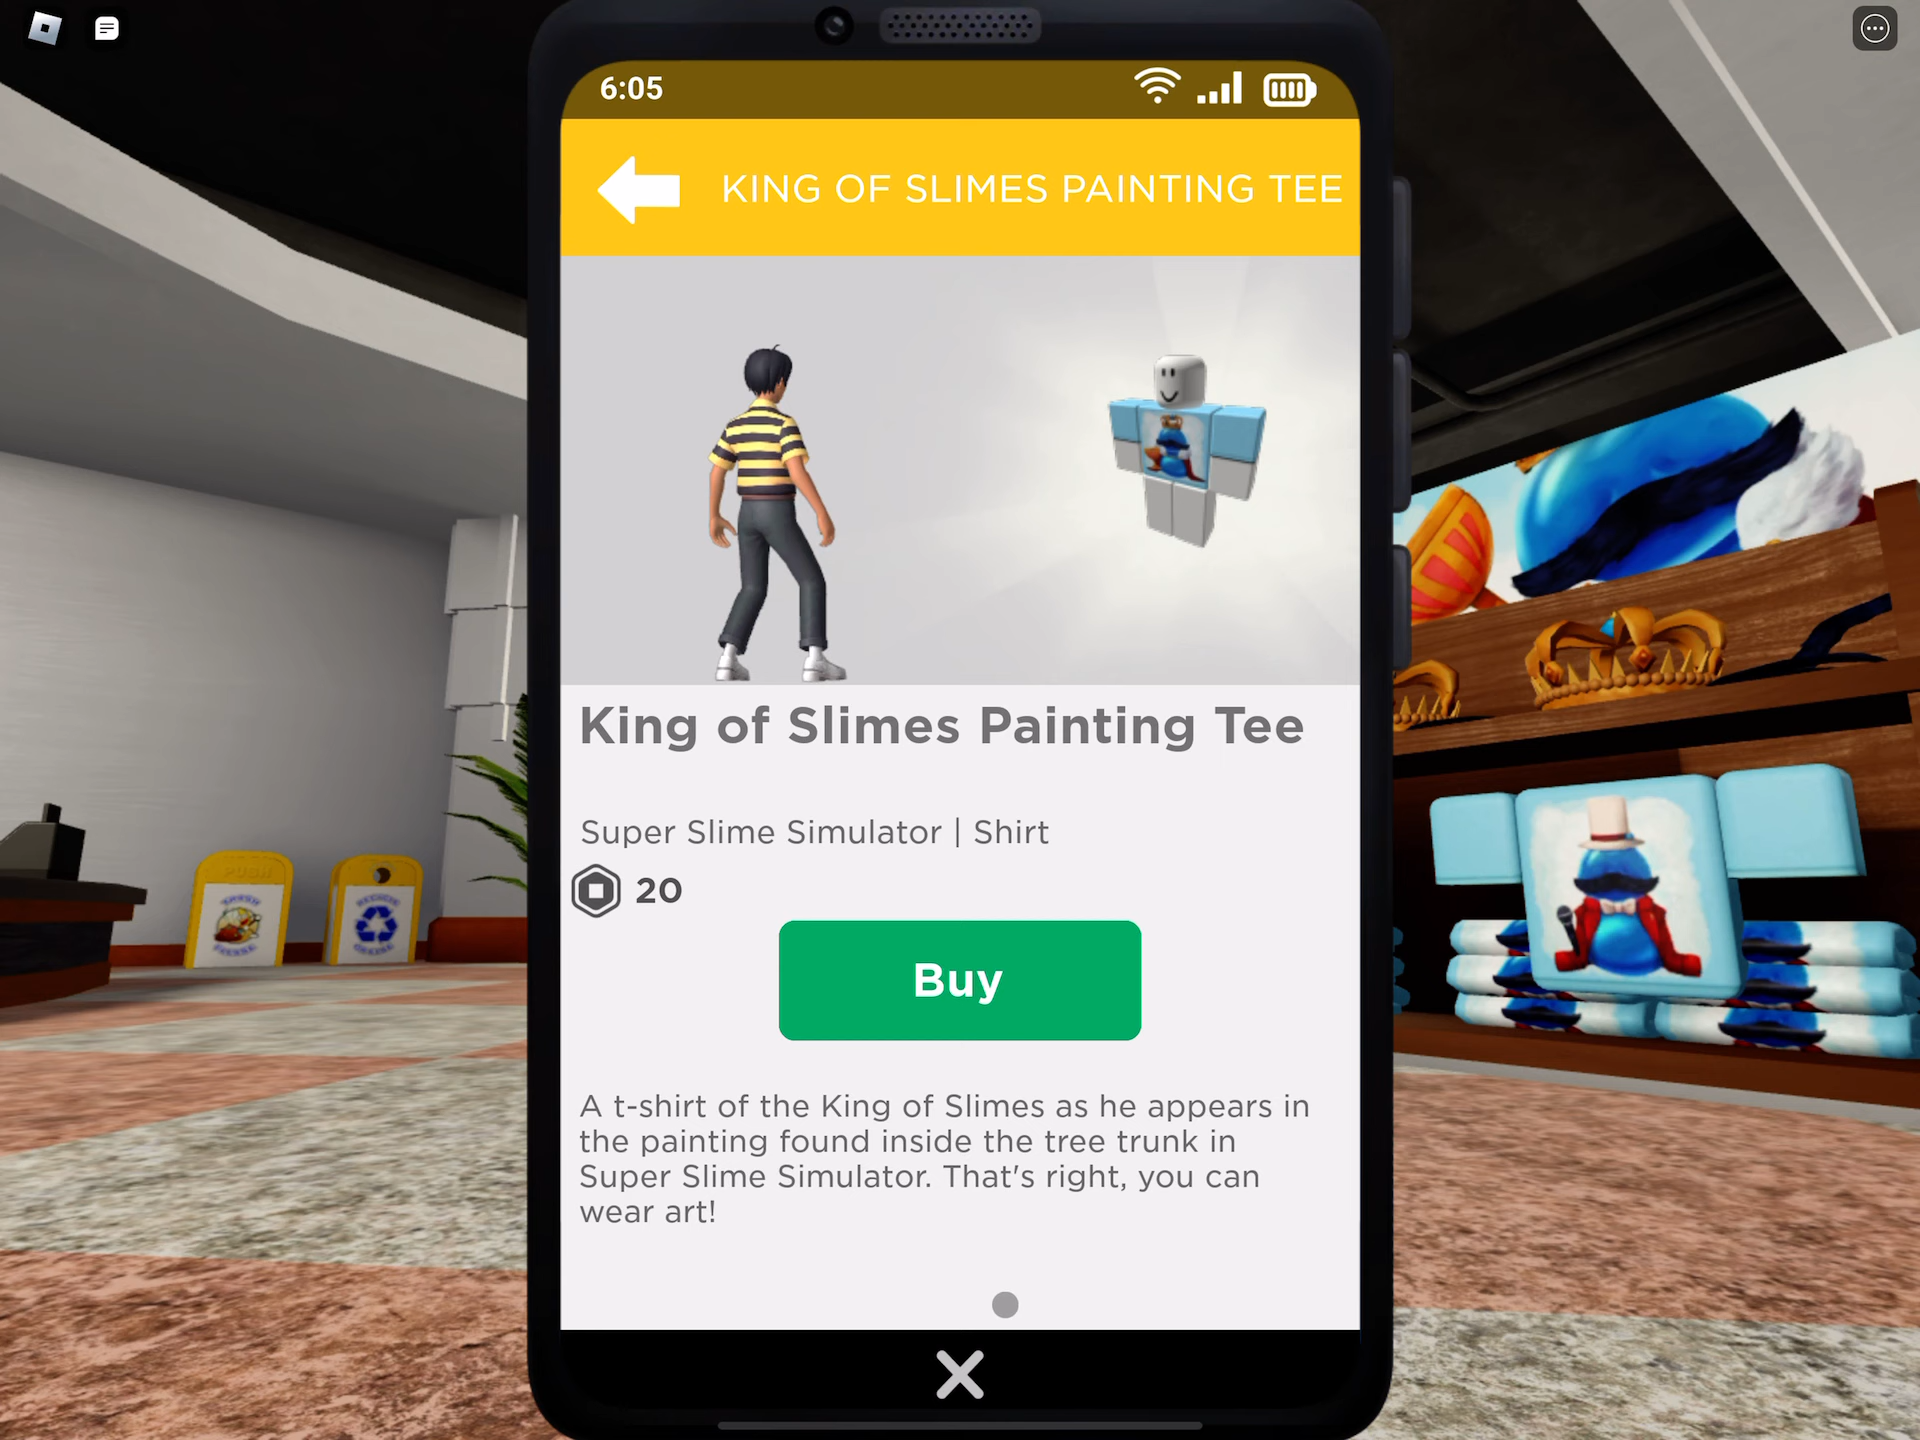 6:05
KING OF SLIMES PAINTING TEE
King of Slimes Painting Tee
Super Slime Simulator | Shirt
20
Buy
A t-shirt of the King of Slimes as he appears in
the painting found inside the tree trunk in
Super Slime Simulator. That's right, you can
wear art!
PUSH